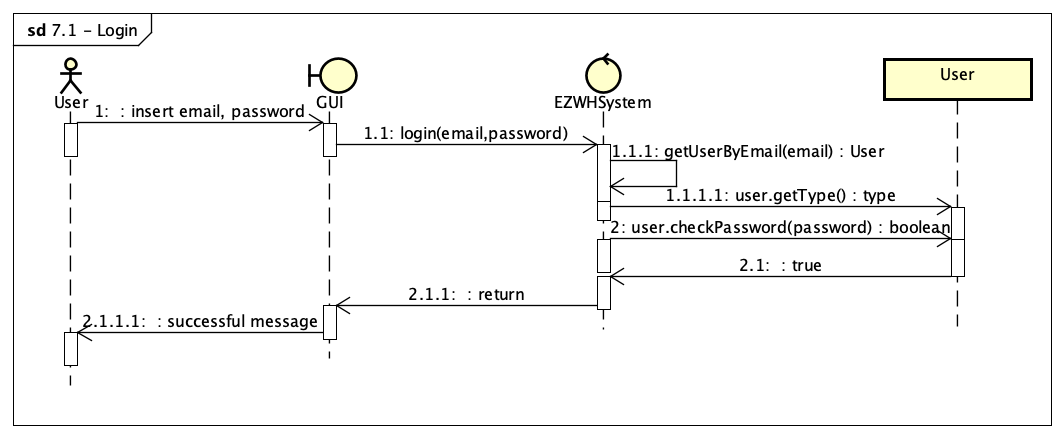 sd 7.1 - Login
User
GUI
EZWHSystem
User
1: : insert email, password
1.1: login(email,password)
1.1.1: getUserByEmail(email) : User
1.1.1.1: user.getType() : type
2: user.checkPassword(password) : boolean
2.1: : true
2.1.1: : return
2.1.1.1: : successful message